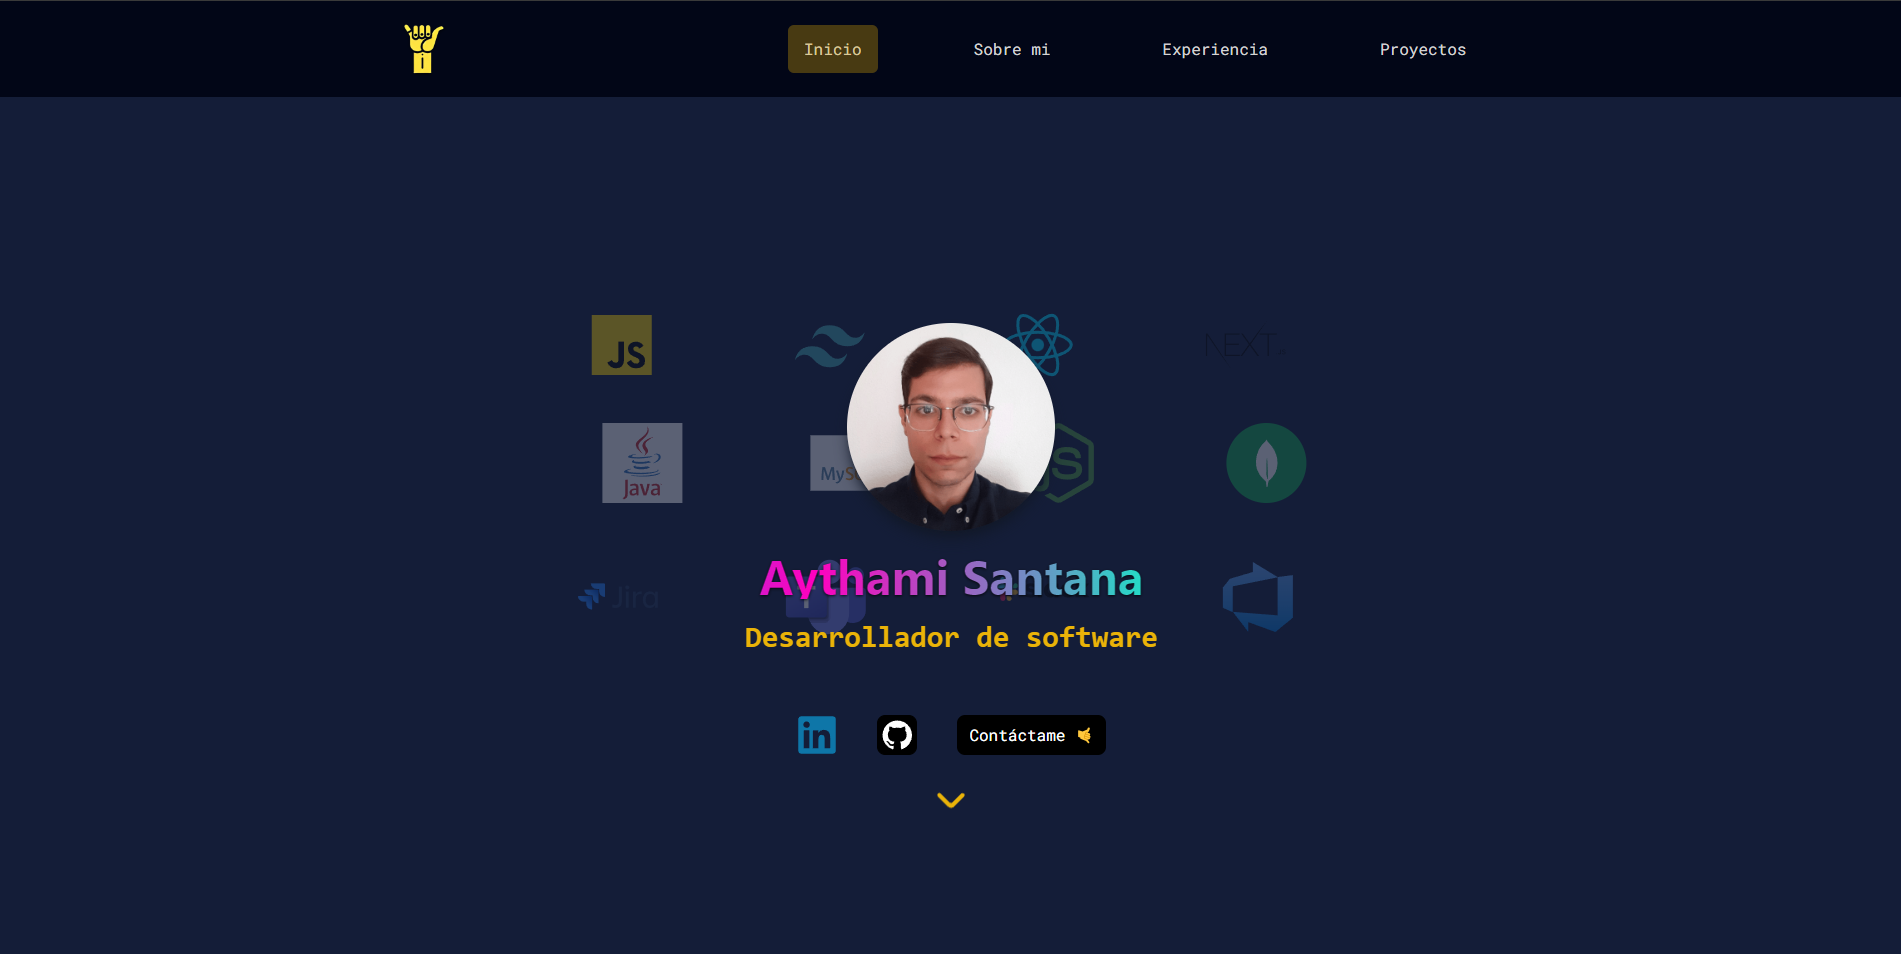 Inicio
Sobre mi
Experiencia
Proyectos
JS
NEXT
Java
MyS
S
Jira
Aythami Santana
Desarrollador de software
in
Contáctame